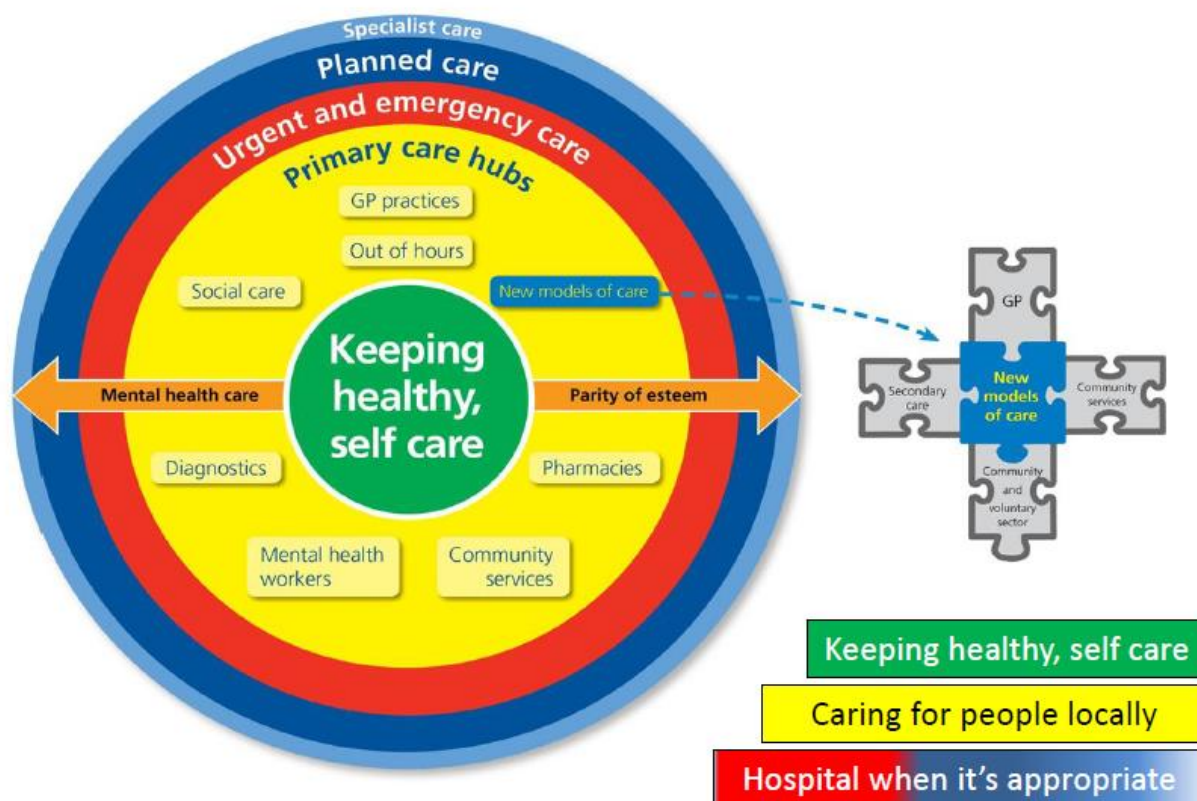 Specialist care
Planned care
Urgent and emergency care
Primary care hubs
GP practices
Out of hours
Social care
New models of care
Keeping
healthy,
self care
Mental health care
Parity of esteem
Diagnostics
Pharmacies
Mental health
workers
Community
services
GP
Secondary
care
New
models
of care
Community
services
Community
and
voluntary
sector
Keeping healthy, self care
Caring for people locally
Hospital when it's appropriate